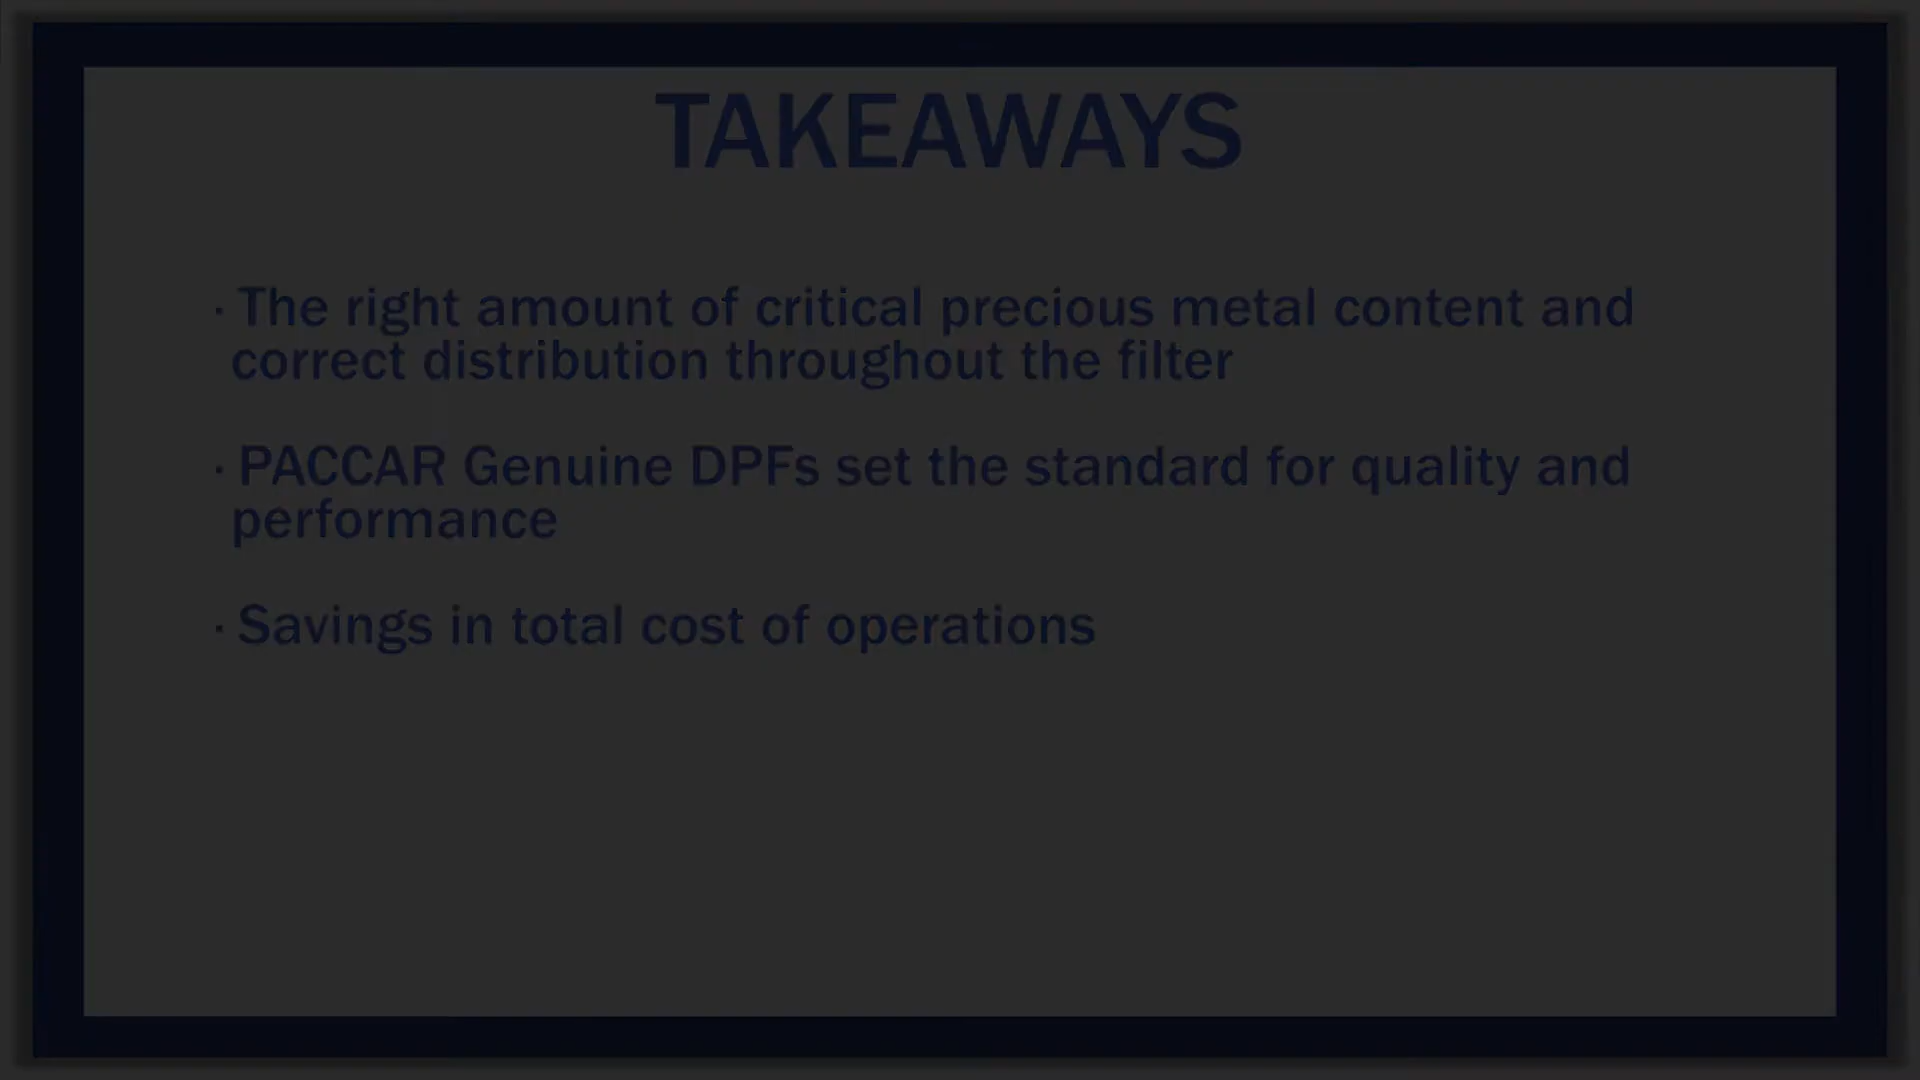 TAKEAWAYS
· The right amount of critical precious metal content and
correct distribution throughout the filter
· PACCAR Genuine DPFs set the standard for quality and
performance
· Savings in total cost of operations